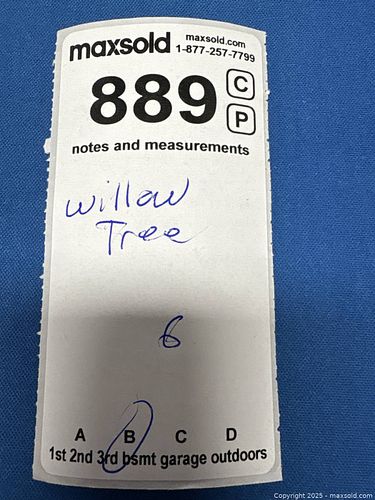 maxsold maxsold.com
1-877-257-7799
889 C
P
notes and measurements
willow
Tree
6
A B C D
1st 2nd 3rd bsmt garage outdoors
Copyright 2025 - maxsold.com